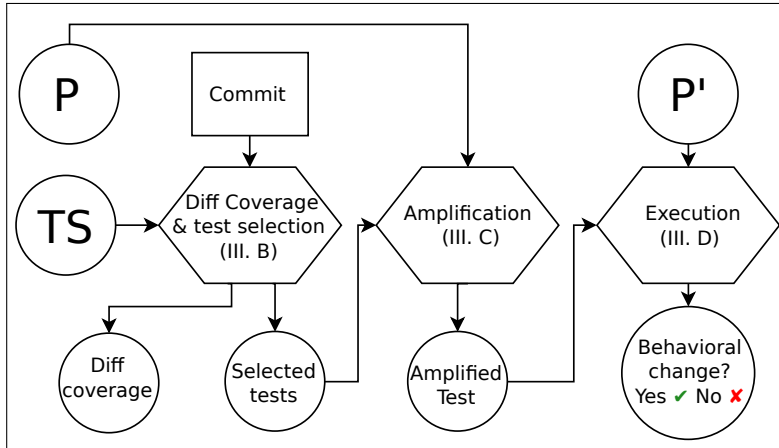 P
Commit
P'
TS
Diff Coverage
& test selection
(III. B)
Amplification
(III. C)
Execution
(III. D)
Diff
coverage
Selected
tests
Amplified
Test
Behavioral
change?
Yes ✔ No ✘